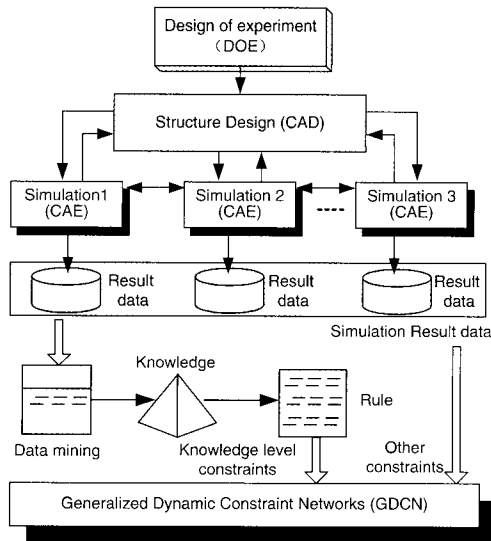 Design of experiment
(DOE)
Structure Design (CAD)
Simulation1
(CAE)
Simulation 2
(CAE)
Simulation 3
(CAE)
Result
data
Result
data
Result
data
Simulation Result data
Knowledge
Rule
Data mining
Knowledge level
constraints
Other
constraints
Generalized Dynamic Constraint Networks (GDCN)